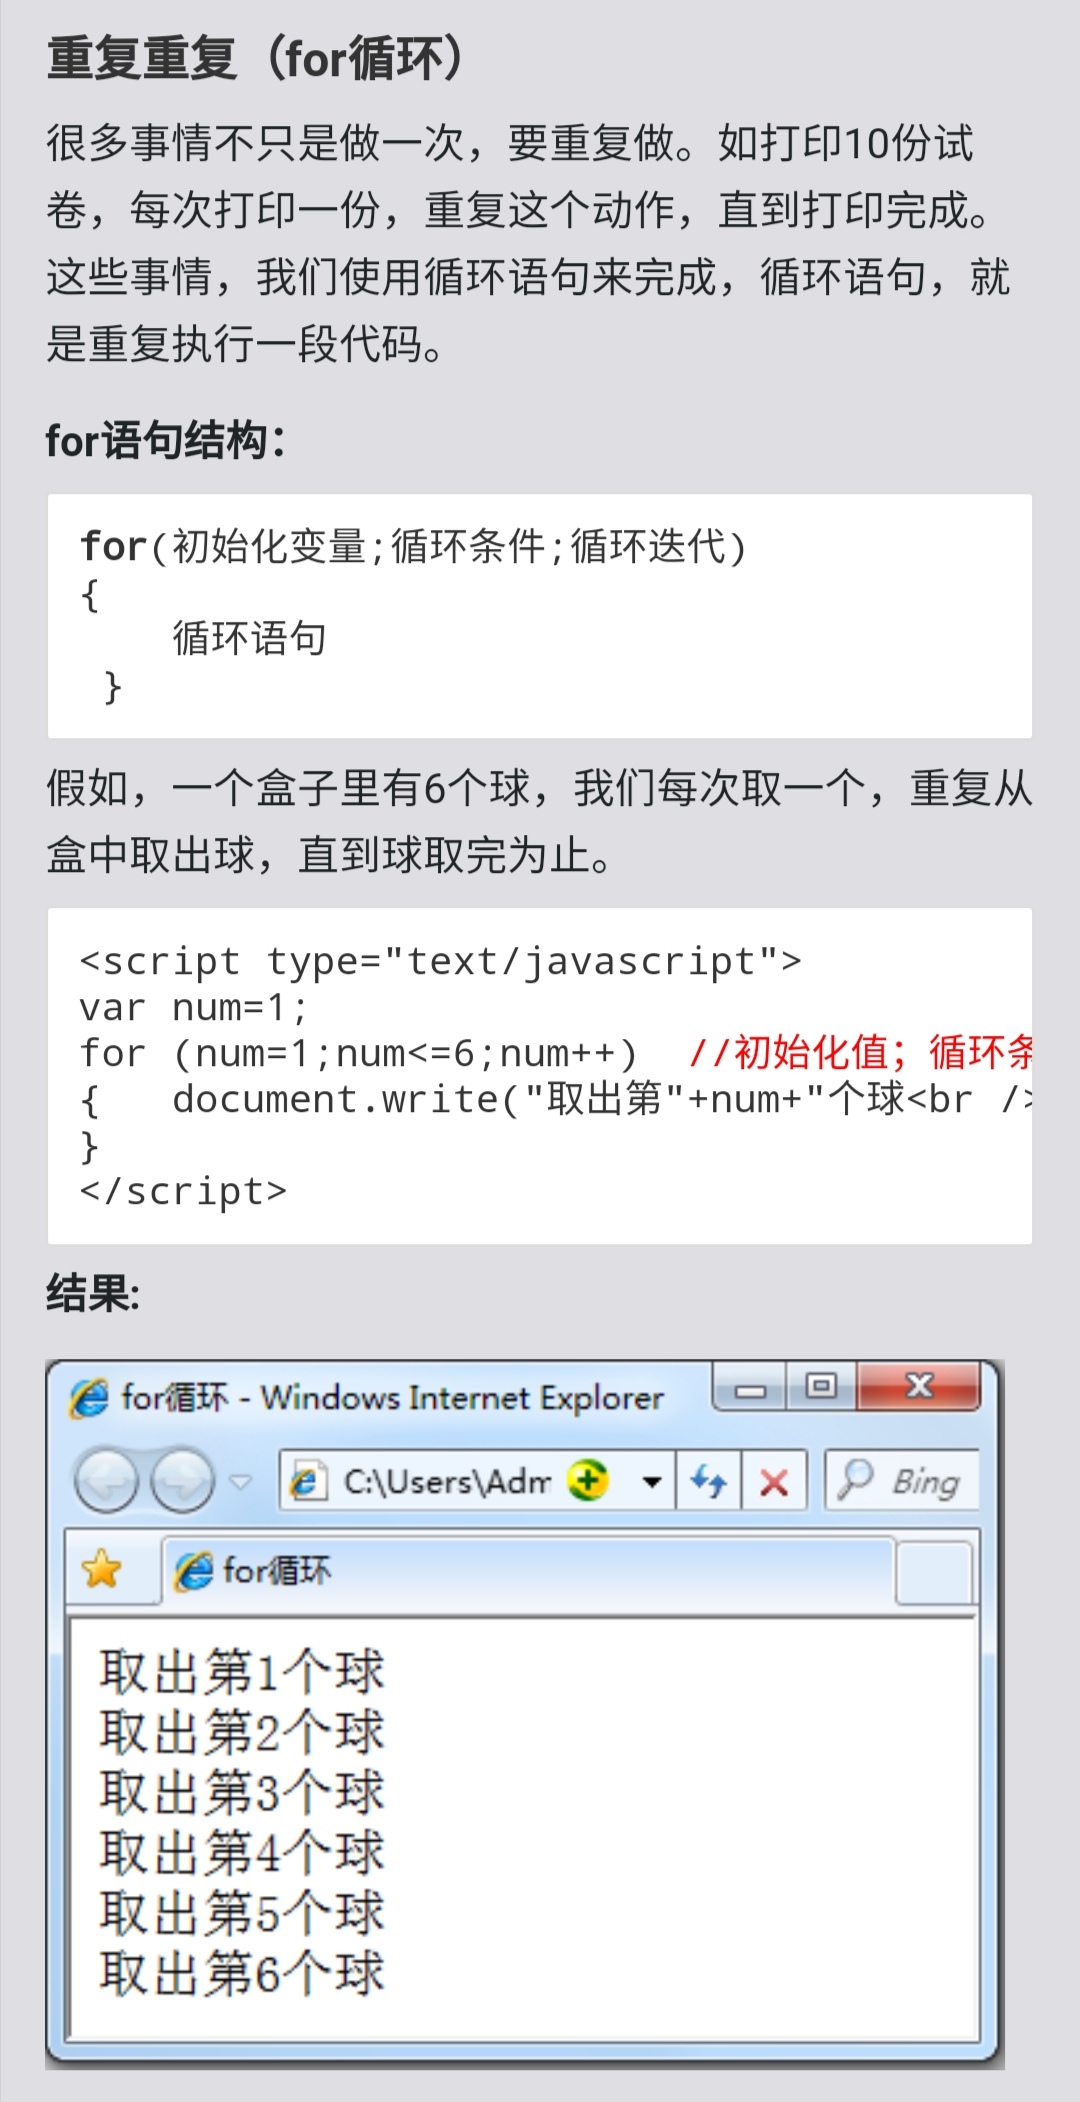 重复重复（for循环）
很多事情不只是做一次，要重复做。如打印10份试
卷，每次打印一份，重复这个动作，直到打印完成。
这些事情，我们使用循环语句来完成，循环语句，就
是重复执行一段代码。
for语句结构：
for(初始化变量;循环条件;循环迭代)
{
循环语句
}
假如，一个盒子里有6个球，我们每次取一个，重复从
盒中取出球，直到球取完为止。
<script type="text/javascript">
var num=1;
for (num=1;num<=6;num++)  //初始化值；循环条
{   document.write("取出第"+num+"个球<br />
}
</script>
结果:
for循环 - Windows Internet Explorer
C:\Users\Adm
Bing
for循环
取出第1个球
取出第2个球
取出第3个球
取出第4个球
取出第5个球
取出第6个球